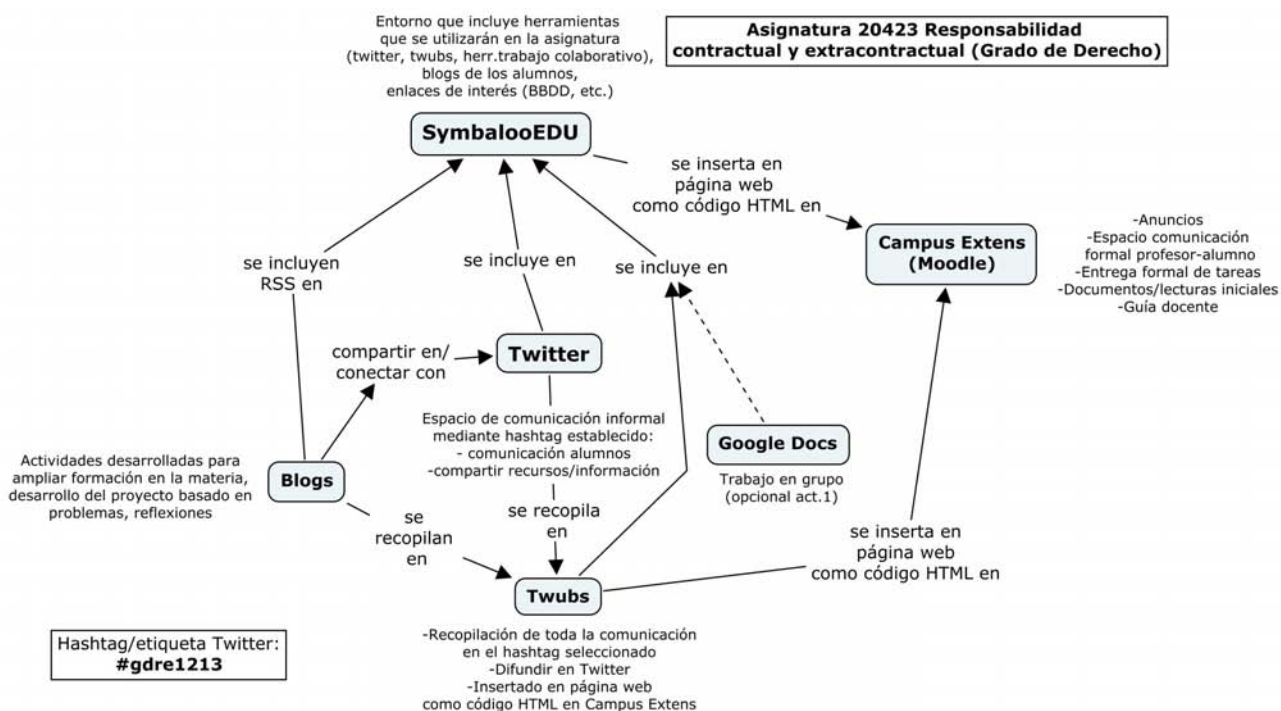 Entorno que incluye herramientas
que se utilizarán en la asignatura
(twitter, twubs, herr.trabajo colaborativo),
blogs de los alumnos,
enlaces de interés (BBDD, etc.)
Asignatura 20423 Responsabilidad
contractual y extracontractual (Grado de Derecho)
SymbalooEDU
se inserta en
página web
como código HTML en
Campus Extens
(Moodle)
-Anuncios
-Espacio comunicación
formal profesor-alumno
-Entrega formal de tareas
-Documentos/lecturas iniciales
-Guía docente
se incluyen
RSS en
se incluye en
se incluye en
compartir en/
conectar con
Twitter
Espacio de comunicación informal
mediante hashtag establecido:
- comunicación alumnos
-compartir recursos/información
Google Docs
Trabajo en grupo
(opcional act.1)
Actividades desarrolladas para
ampliar formación en la materia,
desarrollo del proyecto basado en
problemas, reflexiones
Blogs
se
recopilan
en
se recopila
en
se inserta en
página web
como código HTML en
Twubs
-Recopilación de toda la comunicación
en el hashtag seleccionado
-Difundir en Twitter
-Insertado en página web
como código HTML en Campus Extens
Hashtag/etiqueta Twitter:
#gdre1213